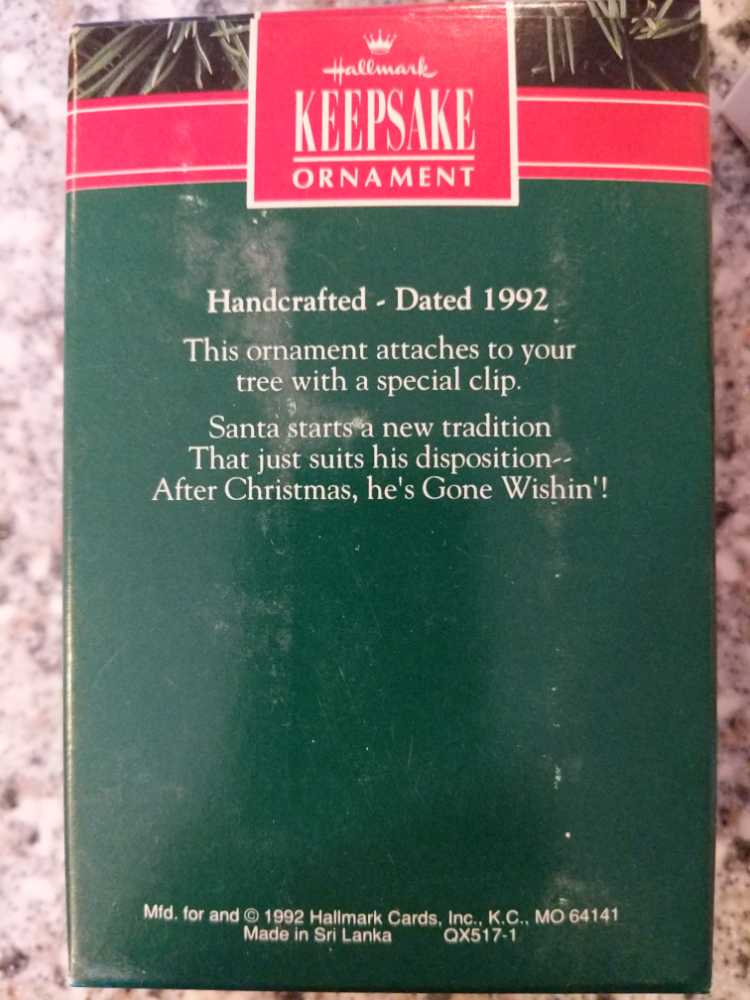 Hallmark
KEEPSAKE
ORNAMENT
Handcrafted - Dated 1992
This ornament attaches to your
tree with a special clip.
Santa starts a new tradition
That just suits his disposition--
After Christmas, he's Gone Wishin'!
Mfd. for and © 1992 Hallmark Cards, Inc., K.C., MO 64141
Made in Sri Lanka QX517-1